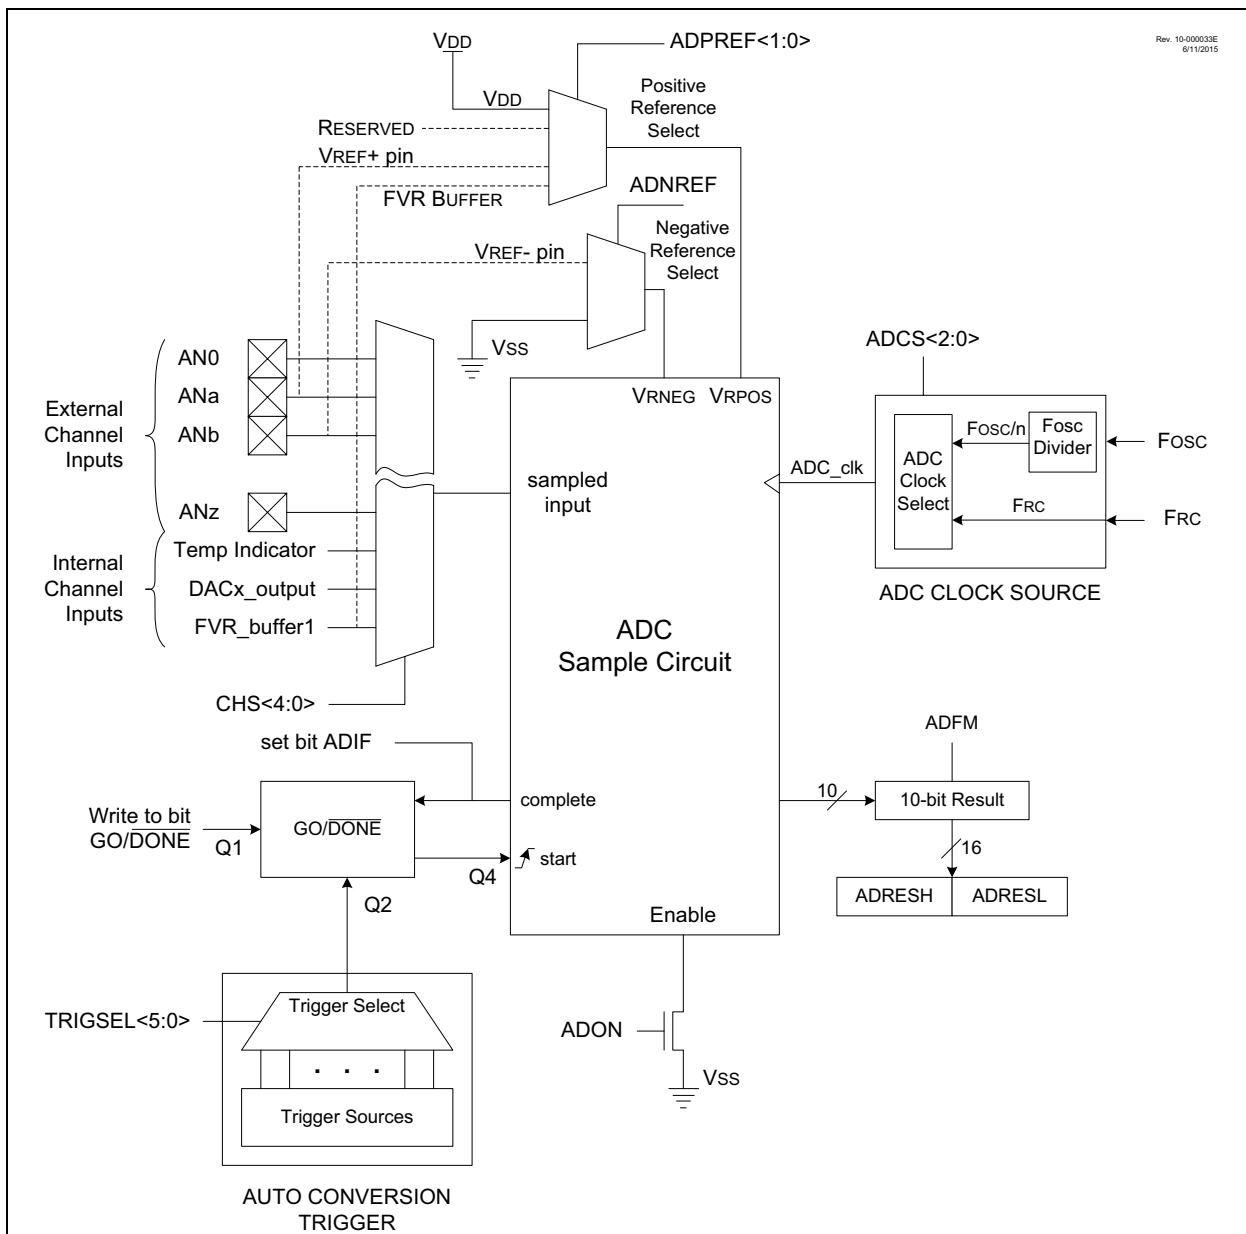 Rev. 10-000033E
6/11/2015
VDD
ADPREF<1:0>
VDD
Positive
Reference
Select
RESERVED
VREF+ pin
FVR BUFFER
ADNREF
Negative
Reference
Select
VREF- pin
VSS
External
Channel
Inputs
AN0
ANa
ANb
ANz
Internal
Channel
Inputs
Temp Indicator
DACx_output
FVR_buffer1
CHS<4:0>
VRNEG VRPOS
sampled
input
ADC_clk
ADCS<2:0>
ADC
Clock
Select
FOSC/n
Fosc
Divider
FOSC
FRC
FRC
ADC CLOCK SOURCE
ADC
Sample Circuit
set bit ADIF
complete
Write to bit
GO/DONE
Q1
GO/DONE
Q4
start
Q2
Enable
ADFM
10
10-bit Result
16
ADRESH
ADRESL
TRIGSEL<5:0>
Trigger Select
. . .
Trigger Sources
AUTO CONVERSION
TRIGGER
ADON
VSS